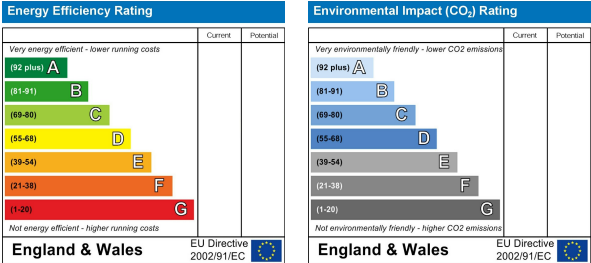 Energy Efficiency Rating
Current Potential
Very energy efficient - lower running costs
(92 plus) A
(81-91) B
(69-80) C
(55-68) D
(39-54) E
(21-38) F
(1-20) G
Not energy efficient - higher running costs
England & Wales
EU Directive
2002/91/EC
Environmental Impact (CO₂) Rating
Current Potential
Very environmentally friendly - lower CO2 emissions
(92 plus) A
(81-91) B
(69-80) C
(55-68) D
(39-54) E
(21-38) F
(1-20) G
Not environmentally friendly - higher CO2 emissions
England & Wales
EU Directive
2002/91/EC